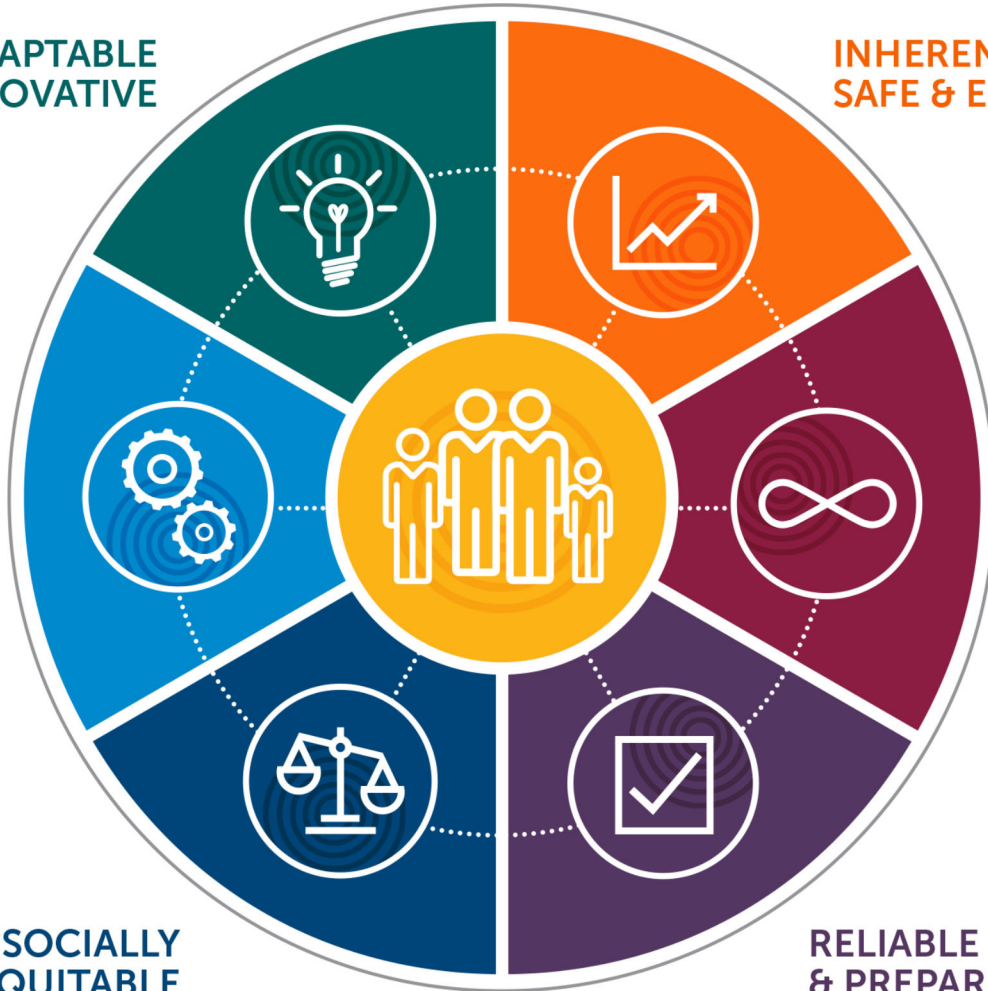 APTABLE
OVATIVE
INHEREN
SAFE & E
SOCIALLY
QUITABLE
RELIABLE
& PREPAR